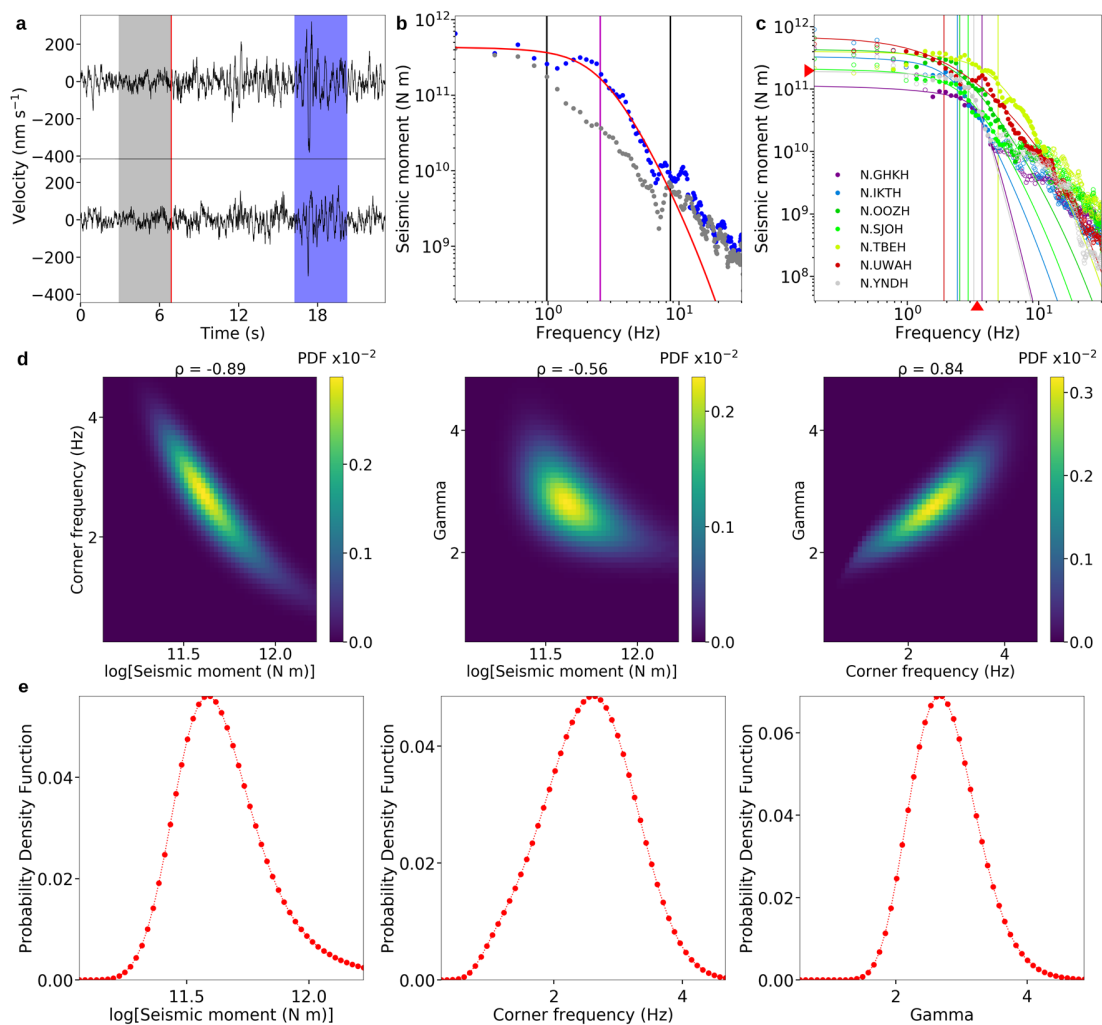 a
Velocity (nm s⁻¹)
200
0
−200
−400
200
0
−200
−400
0
6
12
18
Time (s)
b
Seismic moment (N m)
10¹²
10¹¹
10¹⁰
10⁹
10⁰
10¹
Frequency (Hz)
c
Seismic moment (N m)
10¹²
10¹¹
10¹⁰
10⁹
10⁸
N.GHKH
N.IKTH
N.OOZH
N.SJOH
N.TBEH
N.UWAH
N.YNDH
10⁰
10¹
Frequency (Hz)
d
ρ = -0.89
PDF x10⁻²
Corner frequency (Hz)
4
2
11.5
12.0
log[Seismic moment (N m)]
0.2
0.1
0.0
ρ = -0.56
PDF x10⁻²
Gamma
4
2
11.5
12.0
log[Seismic moment (N m)]
0.2
0.1
0.0
ρ = 0.84
PDF x10⁻²
Gamma
4
2
2
4
Corner frequency (Hz)
0.3
0.2
0.1
0.0
e
Probability Density Function
0.04
0.02
0.00
11.5
12.0
log[Seismic moment (N m)]
Probability Density Function
0.04
0.02
0.00
2
4
Corner frequency (Hz)
Probability Density Function
0.06
0.04
0.02
0.00
2
4
Gamma